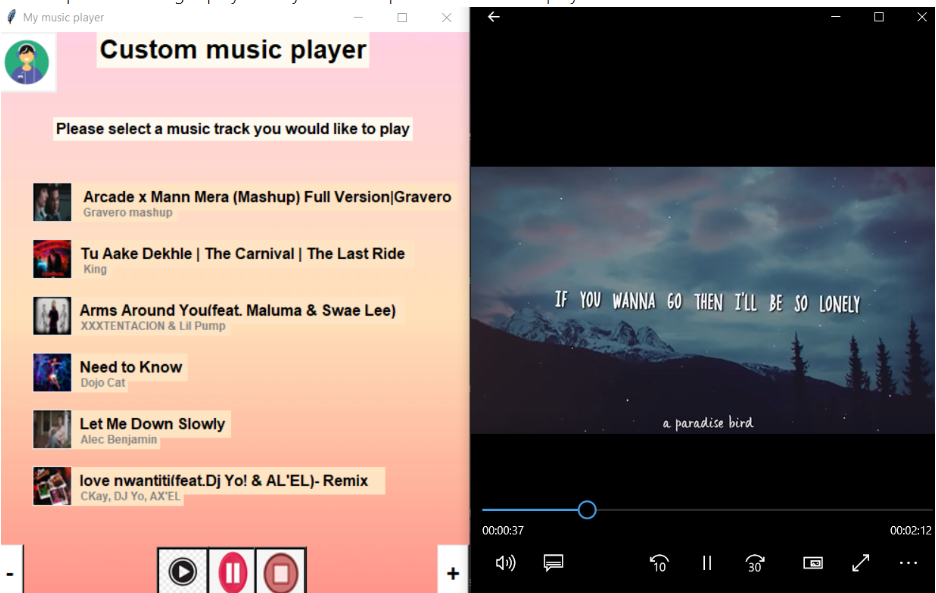 My music player
Custom music player
Please select a music track you would like to play
Arcade x Mann Mera (Mashup) Full Version|Gravero
Gravero mashup
Tu Aake Dekhle | The Carnival | The Last Ride
King
Arms Around You(feat. Maluma & Swae Lee)
XXXTENTACION & Lil Pump
Need to Know
Dojo Cat
Let Me Down Slowly
Alec Benjamin
love nwantiti(feat.Dj Yo! & AL'EL)- Remix
CKay, DJ Yo, AX'EL
-
+
IF YOU WANNA GO THEN I'LL BE SO LONELY
a paradise bird
00:00:37
00:02:12
10
30